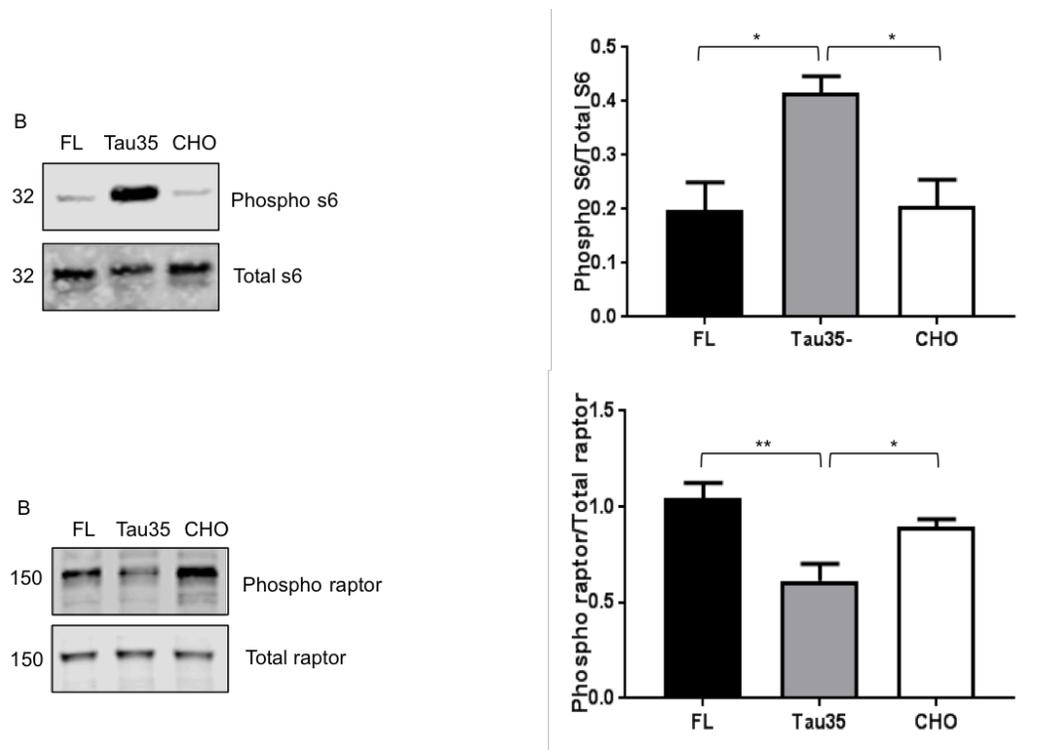 B
FL Tau35 CHO
32 Phospho s6
32 Total s6
Phospho S6/Total S6
0.5
0.4
0.3
0.2
0.1
0.0
* *
FL Tau35- CHO
B
FL Tau35 CHO
150 Phospho raptor
150 Total raptor
Phospho raptor/Total raptor
1.5
1.0
0.5
0.0
** *
FL Tau35 CHO